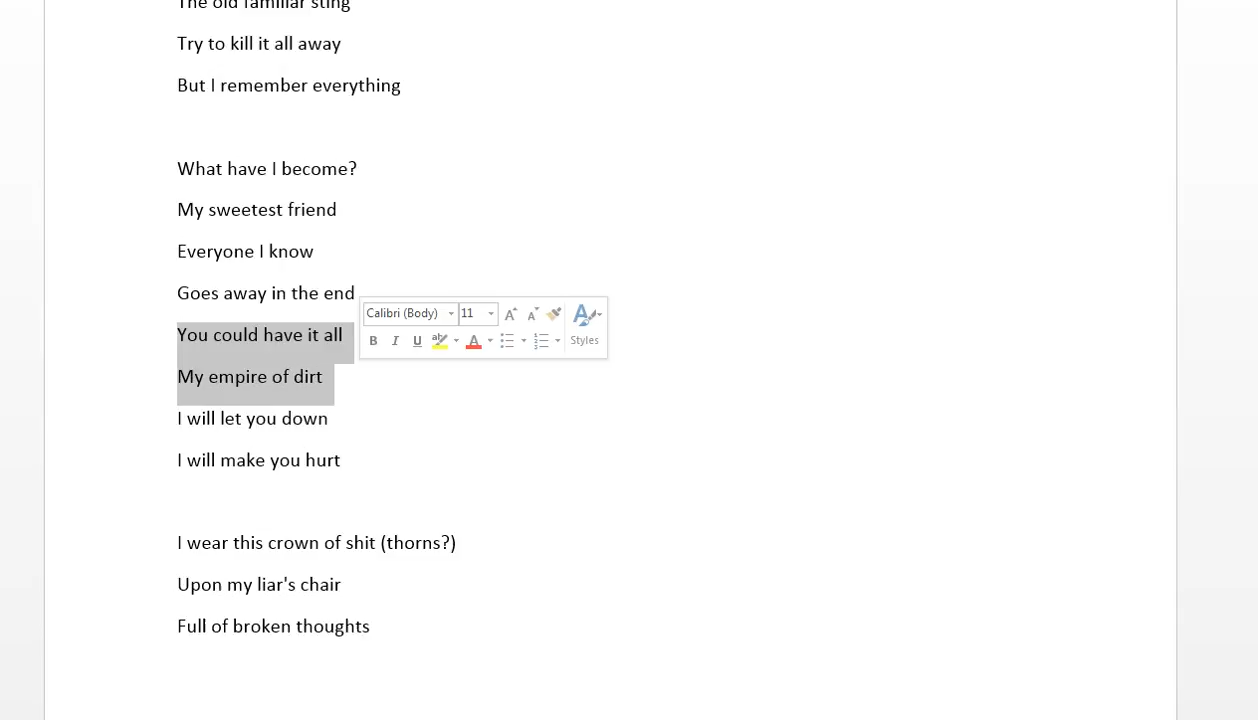 The old familiar sting
Try to kill it all away
But I remember everything
What have I become?
My sweetest friend
Everyone I know
Goes away in the end
Calibri (Body) 11
You could have it all
B I U A Styles
My empire of dirt
I will let you down
I will make you hurt
I wear this crown of shit (thorns?)
Upon my liar's chair
Full of broken thoughts